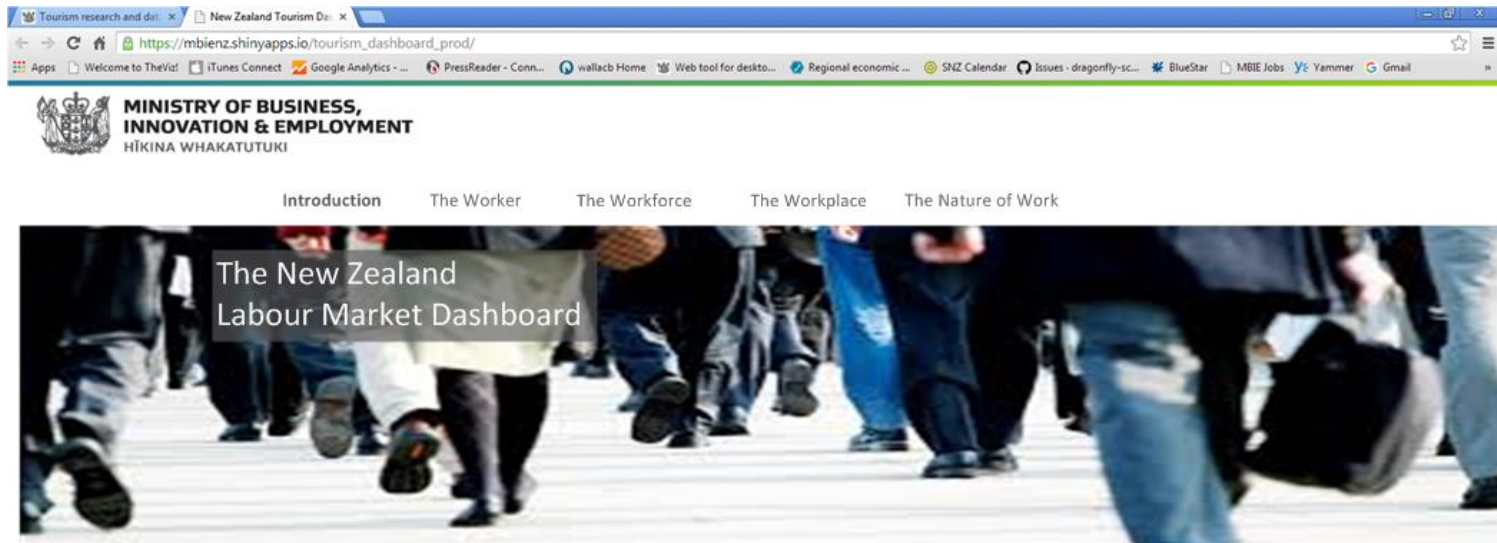 Tourism research and dat
New Zealand Tourism Das
https://mbienz.shinyapps.io/tourism_dashboard_prod/
Apps Welcome to TheViz! iTunes Connect Google Analytics - ... PressReader - Conn... wallacb Home Web tool for deskto... Regional economic ... SNZ Calendar Issues - dragonfly-sc... BlueStar MBIE Jobs Yammer Gmail »
MINISTRY OF BUSINESS,
INNOVATION & EMPLOYMENT
HĪKINA WHAKATUTUKI
Introduction The Worker The Workforce The Workplace The Nature of Work
The New Zealand
Labour Market Dashboard